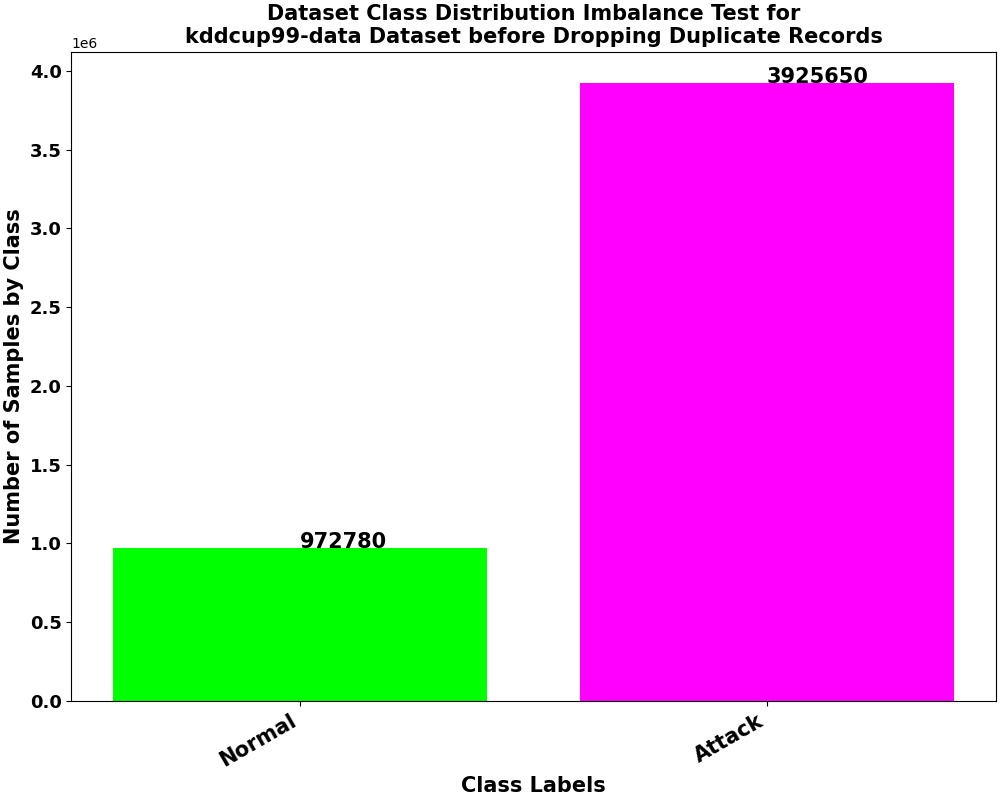 Dataset Class Distribution Imbalance Test for
kddcup99-data Dataset before Dropping Duplicate Records
1e6
4.0
3.5
3.0
2.5
2.0
1.5
1.0
0.5
0.0
Number of Samples by Class
3925650
972780
Normal
Attack
Class Labels